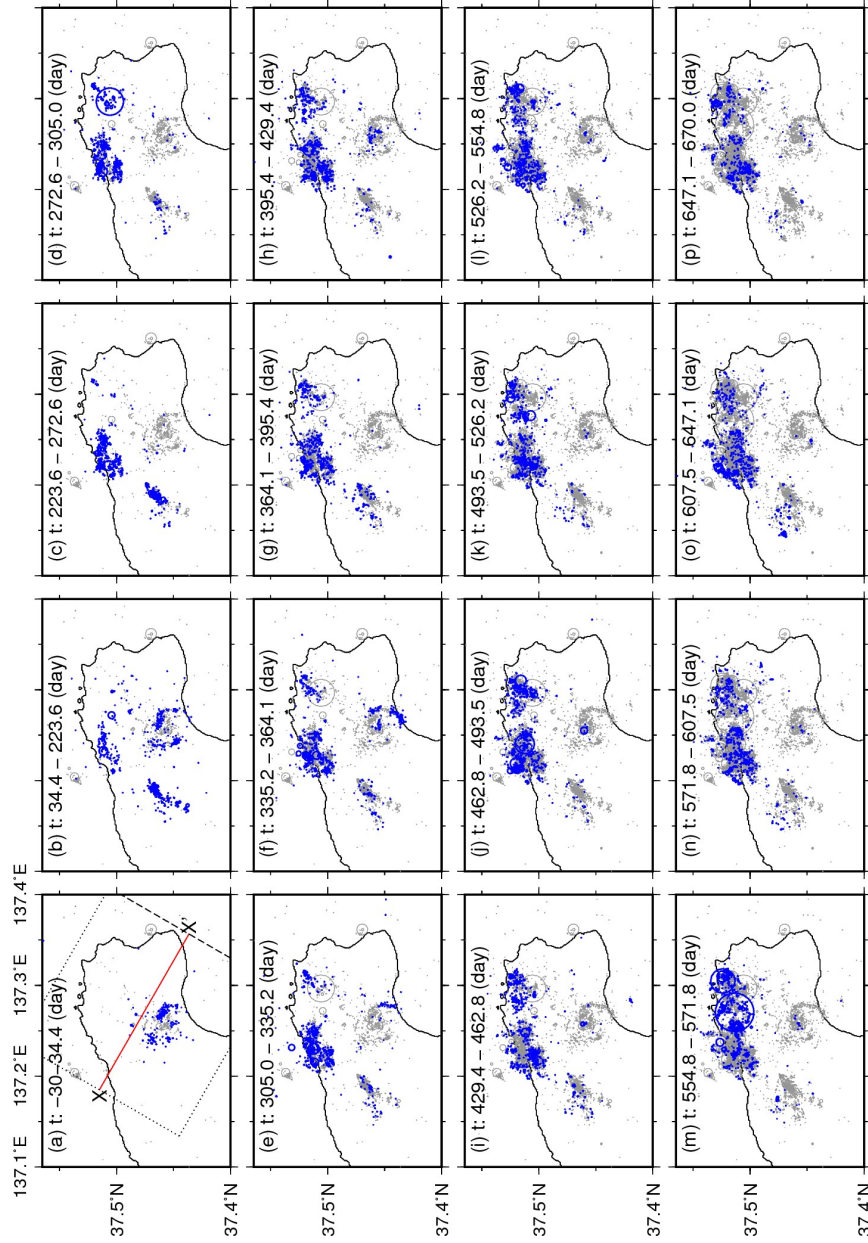 137.1˚E 137.2˚E 137.3˚E 137.4˚E
37.5˚N
37.4˚N
(a) t: −30−34.4 (day)
X
X'
(b) t: 34.4 − 223.6 (day)
(c) t: 223.6 − 272.6 (day)
(d) t: 272.6 − 305.0 (day)
37.5˚N
(e) t: 305.0 − 335.2 (day)
(f) t: 335.2 − 364.1 (day)
(g) t: 364.1 − 395.4 (day)
(h) t: 395.4 − 429.4 (day)
37.5˚N
(i) t: 429.4 − 462.8 (day)
(j) t: 462.8 − 493.5 (day)
(k) t: 493.5 − 526.2 (day)
(l) t: 526.2 − 554.8 (day)
37.5˚N
37.4˚N
(m) t: 554.8 − 571.8 (day)
(n) t: 571.8 − 607.5 (day)
(o) t: 607.5 − 647.1 (day)
(p) t: 647.1 − 670.0 (day)